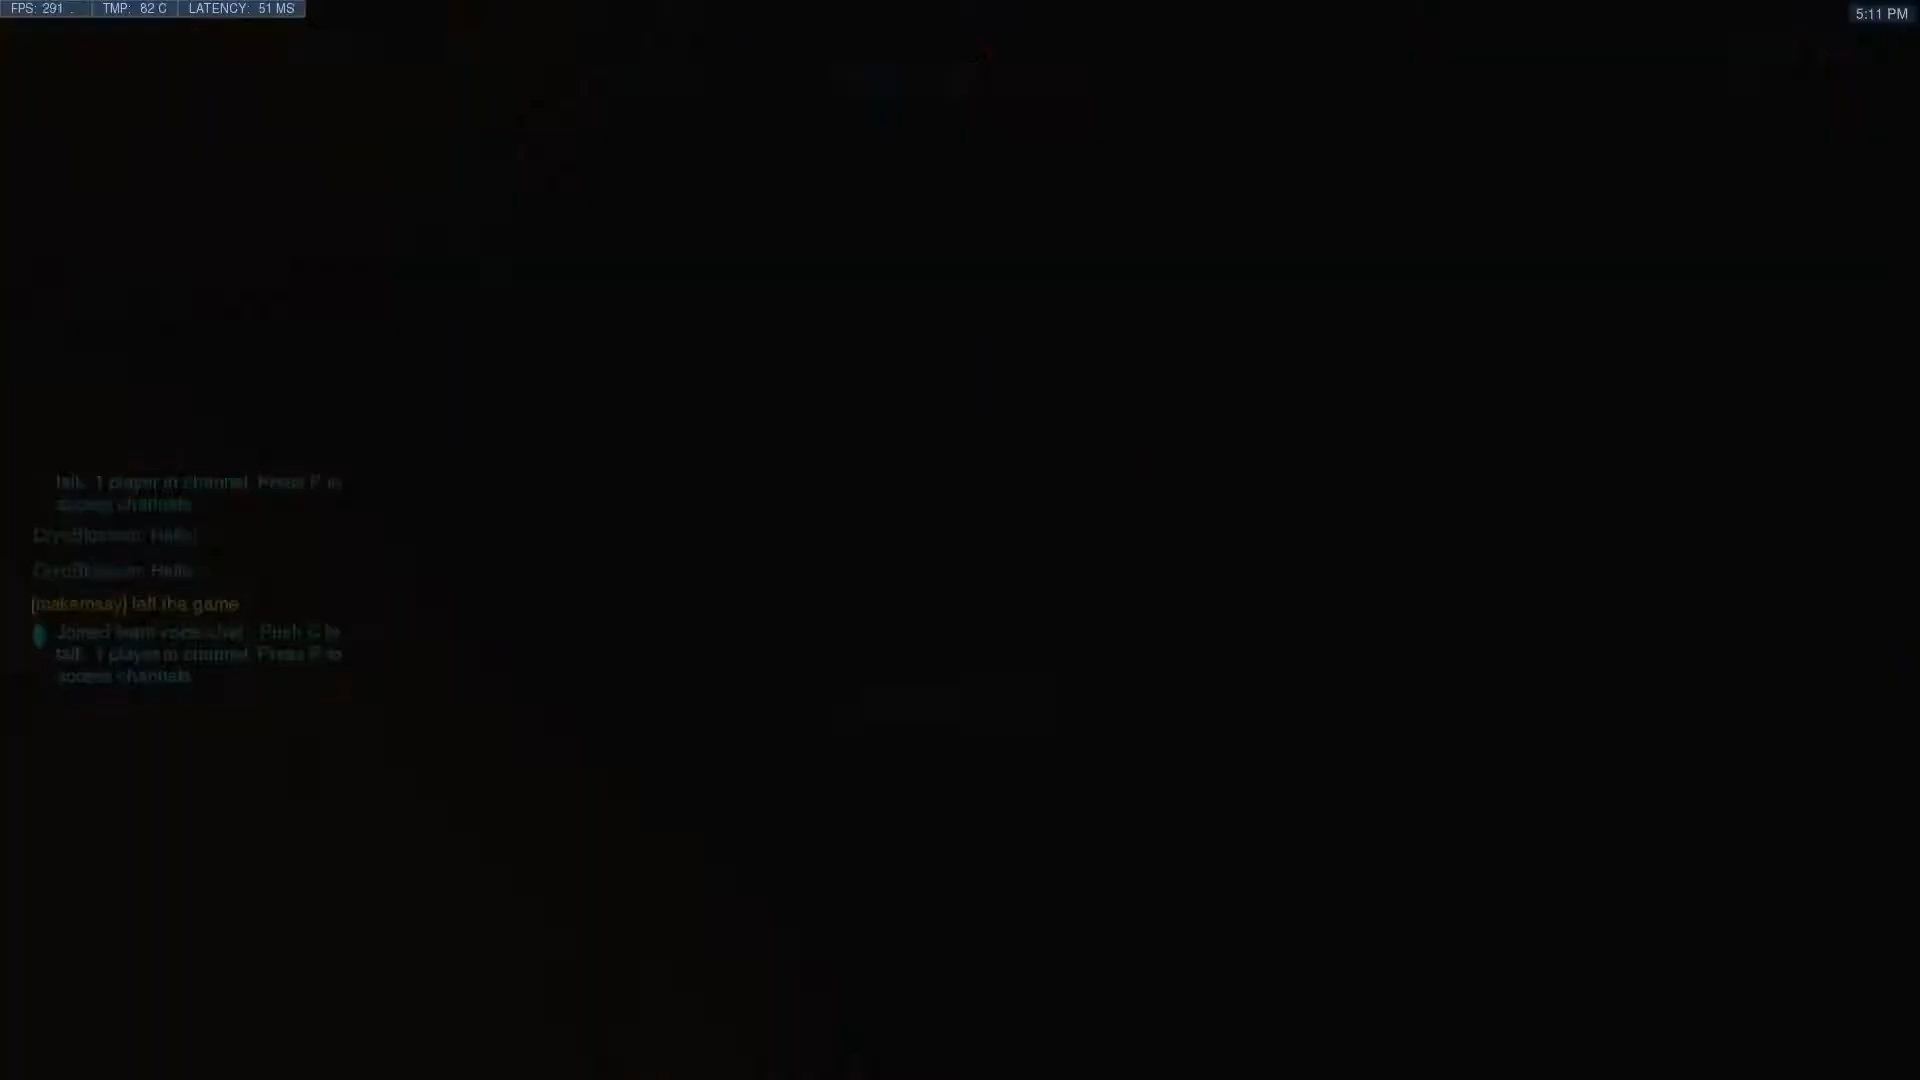 FPS: 291 TMP: 82 C LATENCY: 51 MS
5:11 PM
talk. 1 player in channel. Press P to
access channels
CryoBlossom: Hello
CryoBlossom: Hello
left the game
Joined team voice chat. Push C to
talk. 1 player in channel. Press P to
access channels